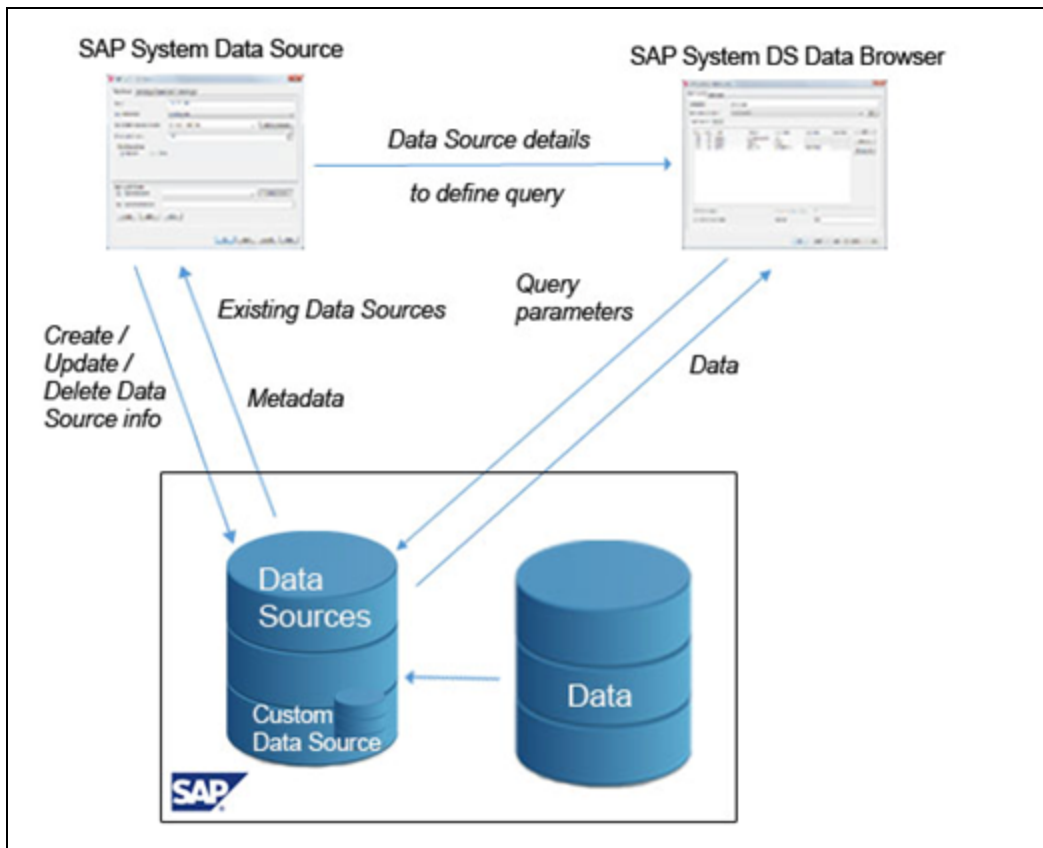 SAP System Data Source
SAP System DS Data Browser
Data Source details
to define query
Existing Data Sources
Query
parameters
Create /
Update /
Delete Data
Source info
Metadata
Data
Data
Sources
Custom
Data Source
Data
SAP